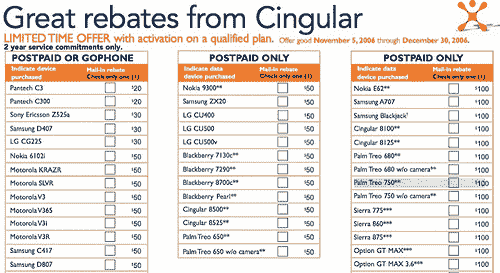 Great rebates from Cingular
LIMITED TIME OFFER with activation on a qualified plan. Offer good November 5, 2006 through December 30, 2006.
2 year service commitments only.
POSTPAID OR GOPHONE
Indicate device purchased Mail-in rebate Check only one (1)
Pantech C3 $20
Pantech C300 $20
Sony Ericsson Z525a $30
Samsung D407 $30
LG CG225 $30
Nokia 6102i $50
Motorola KRAZR $50
Motorola SLVR $50
Motorola V3 $50
Motorola V365 $50
Motorola V3i $50
Motorola V3R $50
Samsung C417 $50
Samsung D807 $50
POSTPAID ONLY
Indicate data device purchased Mail-in rebate Check only one (1)
Nokia 9300** $50
Samsung ZX20 $50
LG CU400 $50
LG CU500 $50
LG CU500v $50
Blackberry 7130c** $50
Blackberry 7290** $50
Blackberry 8700c** $50
Blackberry Pearl** $50
Cingular 8500** $50
Cingular 8525** $50
Palm Treo 650** $50
Palm Treo 650 w/o camera** $50
POSTPAID ONLY
Indicate data device purchased Mail-in rebate Check only one (1)
Nokia E62** $100
Samsung A707 $100
Samsung Blackjack† $100
Cingular 8100** $100
Cingular 8125** $100
Palm Treo 680** $100
Palm Treo 680 w/o camera** $100
Palm Treo 750** $100
Palm Treo 750 w/o camera** $100
Sierra 775*** $100
Sierra 860*** $100
Sierra 875*** $100
Option GT MAX*** $100
Option GT MAX 3.6*** $100